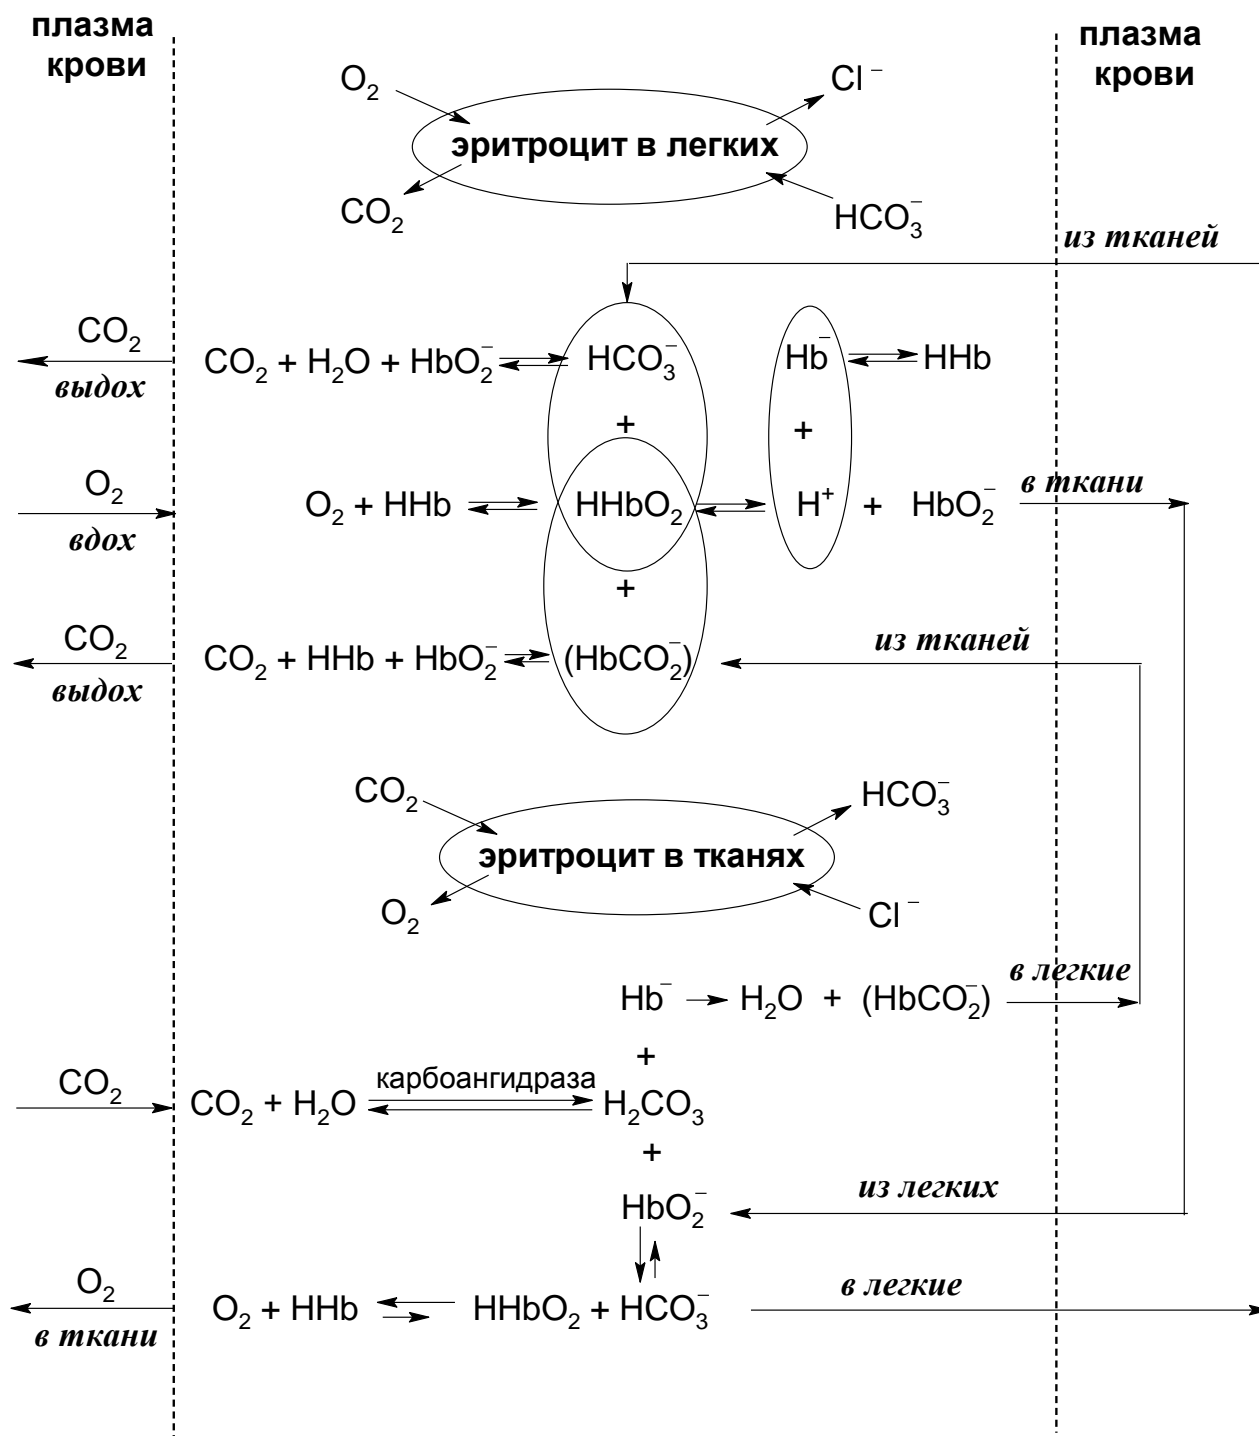 плазма
крови
плазма
крови
O₂
Cl⁻
эритроцит в легких
CO₂
HCO₃⁻
из тканей
CO₂
выдох
CO₂ + H₂O + HbO₂⁻ ⇌ HCO₃⁻
Hb⁻ ⇌ HHb
+
+
O₂
вдох
O₂ + HHb ⇌ HHbO₂ ⇌ H⁺ + HbO₂⁻
в ткани
+
CO₂
выдох
CO₂ + HHb + HbO₂⁻ ⇌ (HbCO₂⁻)
из тканей
CO₂
HCO₃⁻
эритроцит в тканях
O₂
Cl⁻
Hb⁻ → H₂O + (HbCO₂⁻)
в легкие
+
CO₂
CO₂ + H₂O ⇌ H₂CO₃
карбоангидраза
+
HbO₂⁻
из легких
O₂
в ткани
O₂ + HHb ⇌ HHbO₂ + HCO₃⁻
в легкие